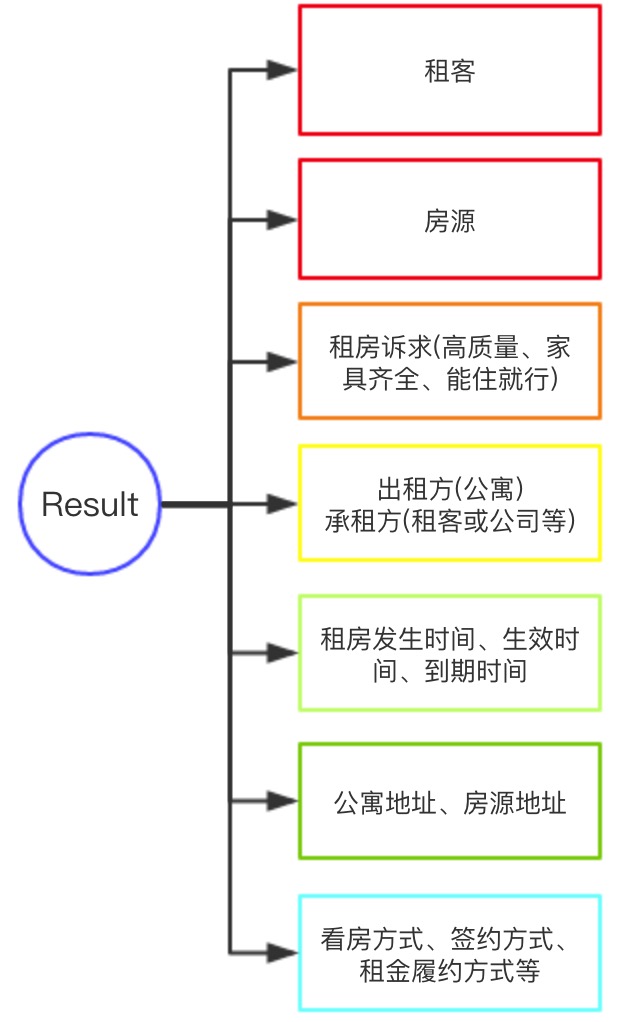 租客
房源
租房诉求(高质量、家
具齐全、能住就行)
Result
出租方(公寓)
承租方(租客或公司等)
租房发生时间、生效时
间、到期时间
公寓地址、房源地址
看房方式、签约方式、
租金履约方式等